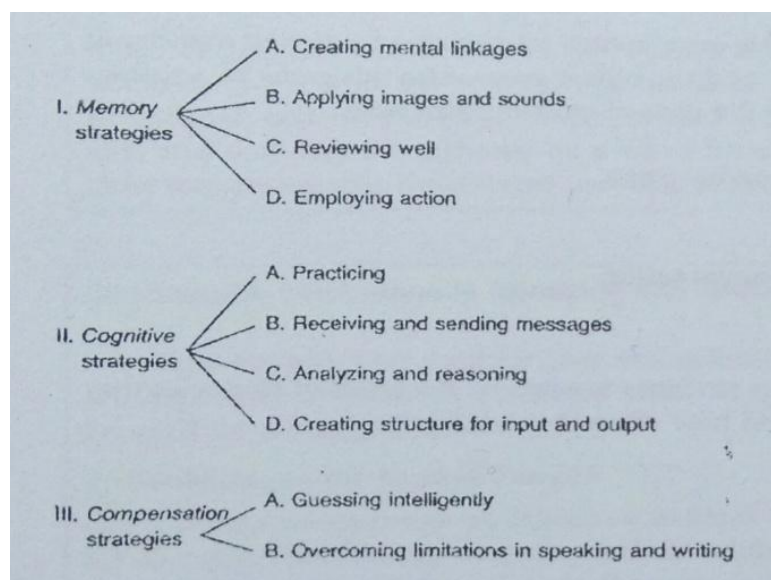 A. Creating mental linkages
B. Applying images and sounds
I. Memory
strategies
C. Reviewing well
D. Employing action
A. Practicing
B. Receiving and sending messages
II. Cognitive
strategies
C. Analyzing and reasoning
D. Creating structure for input and output
A. Guessing intelligently
III. Compensation
strategies
B. Overcoming limitations in speaking and writing